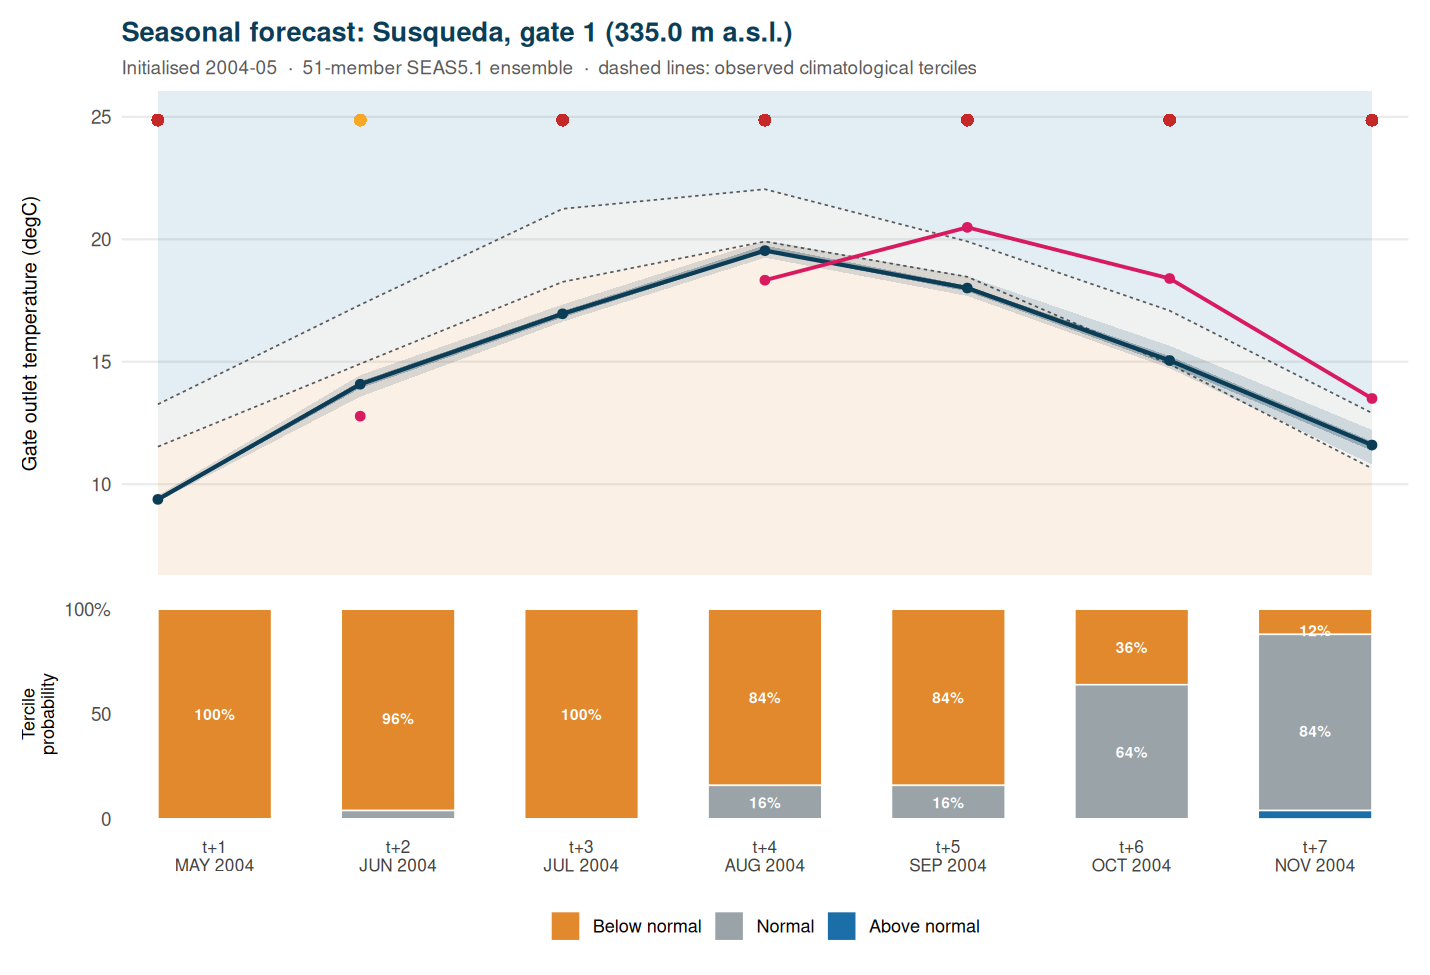 Seasonal forecast: Susqueda, gate 1 (335.0 m a.s.l.)
Initialised 2004-05 · 51-member SEAS5.1 ensemble · dashed lines: observed climatological terciles
Gate outlet temperature (degC)
25
20
15
10
Tercile
probability
100%
50
0
100%
96%
100%
84%
16%
84%
16%
36%
64%
12%
84%
t+1
MAY 2004
t+2
JUN 2004
t+3
JUL 2004
t+4
AUG 2004
t+5
SEP 2004
t+6
OCT 2004
t+7
NOV 2004
Below normal
Normal
Above normal